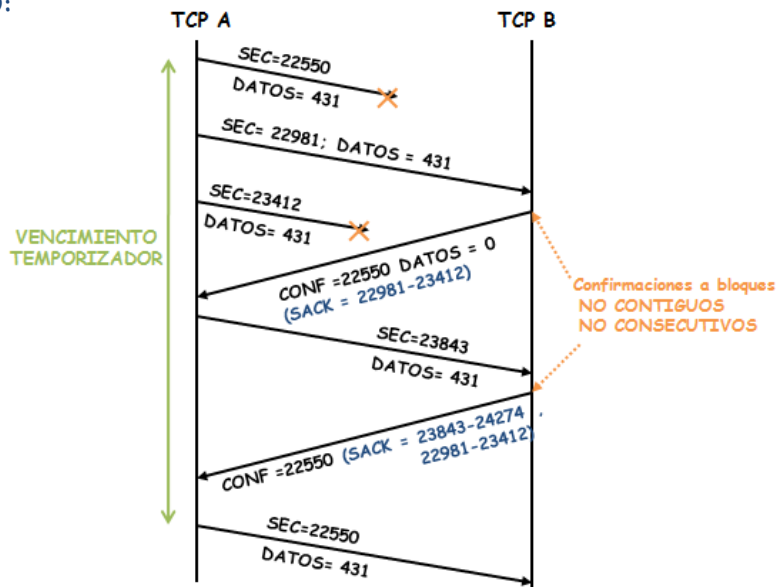 TCP A
TCP B
SEC=22550
DATOS= 431
SEC= 22981; DATOS = 431
SEC=23412
DATOS= 431
VENCIMIENTO
TEMPORIZADOR
CONF =22550 DATOS = 0
(SACK = 22981-23412)
Confirmaciones a bloques
NO CONTIGUOS
NO CONSECUTIVOS
SEC=23843
DATOS= 431
CONF =22550 (SACK = 23843-24274 ,
22981-23412)
SEC=22550
DATOS= 431